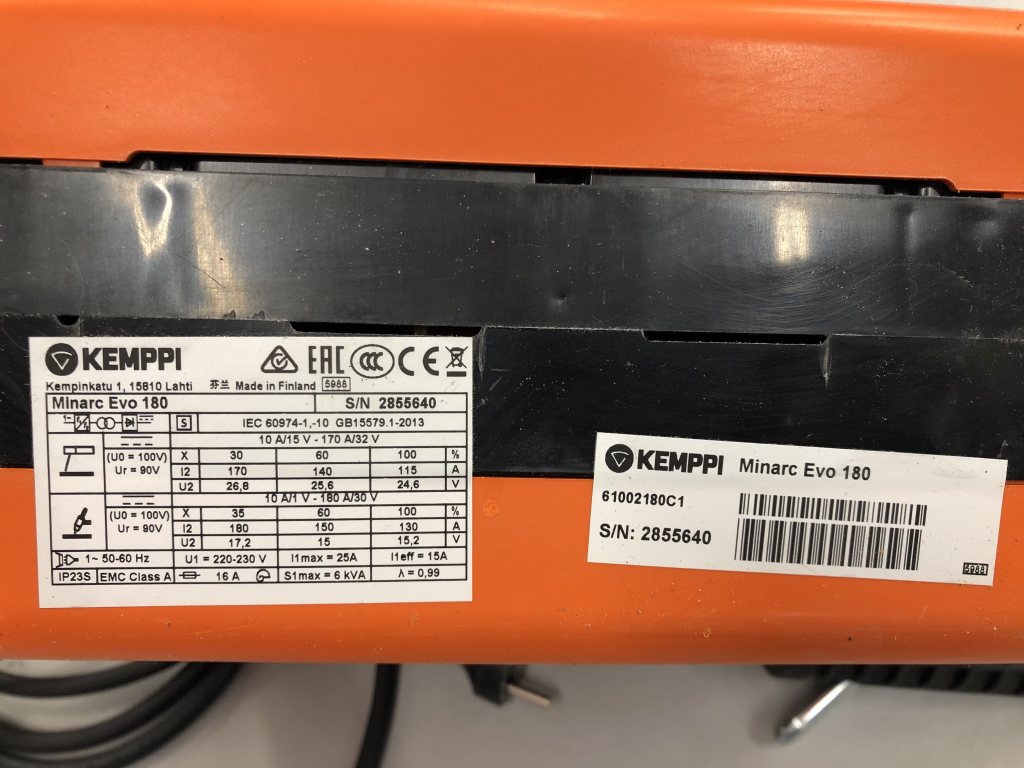 KEMPPI EAC CCC CE
Kempinkatu 1, 15810 Lahti 芬兰 Made in Finland 5988
Minarc Evo 180 S/N 2855640
1~ S IEC 60974-1,-10 GB15579.1-2013
10 A/15 V - 170 A/32 V
(U0 = 100V) X 30 60 100 %
Ur = 90V I2 170 140 115 A
U2 26,8 25,6 24,6 V
10 A/1 V - 180 A/30 V
(U0 = 100V) X 35 60 100 %
Ur = 90V I2 180 150 130 A
U2 17,2 15 15,2 V
1~ 50-60 Hz U1 = 220-230 V I1max = 25A I1eff = 15A
IP23S EMC Class A 16 A S1max = 6 kVA λ = 0,99
KEMPPI Minarc Evo 180
61002180C1
S/N: 2855640
5988